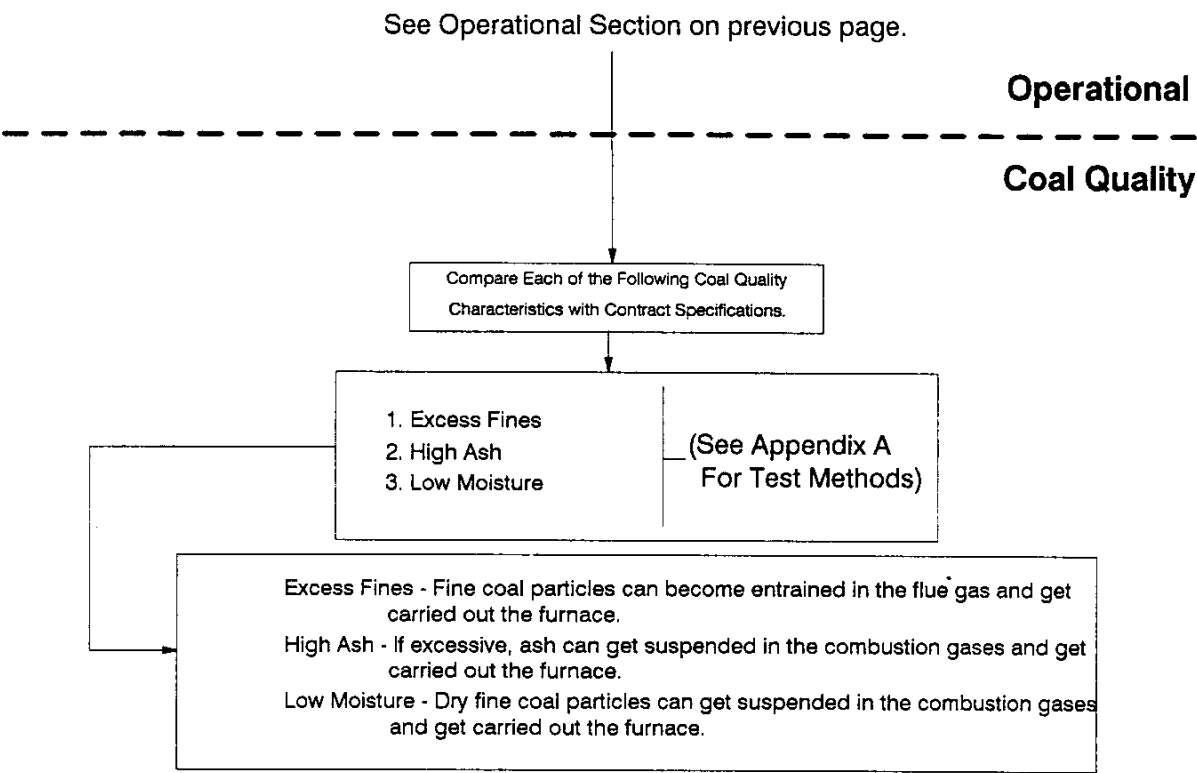 See Operational Section on previous page.
Operational
Coal Quality
Compare Each of the Following Coal Quality
Characteristics with Contract Specifications.
1. Excess Fines
2. High Ash
3. Low Moisture
(See Appendix A
For Test Methods)
Excess Fines - Fine coal particles can become entrained in the flue gas and get
carried out the furnace.
High Ash - If excessive, ash can get suspended in the combustion gases and get
carried out the furnace.
Low Moisture - Dry fine coal particles can get suspended in the combustion gases
and get carried out the furnace.